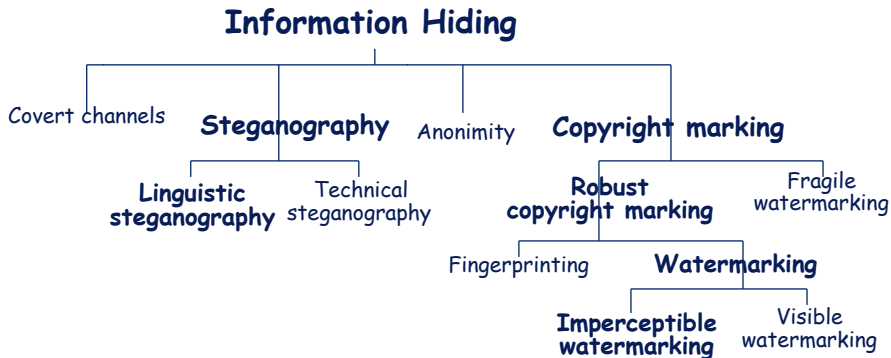 Information Hiding
Covert channels
Steganography
Anonimity
Copyright marking
Linguistic
steganography
Technical
steganography
Robust
copyright marking
Fragile
watermarking
Fingerprinting
Watermarking
Imperceptible
watermarking
Visible
watermarking